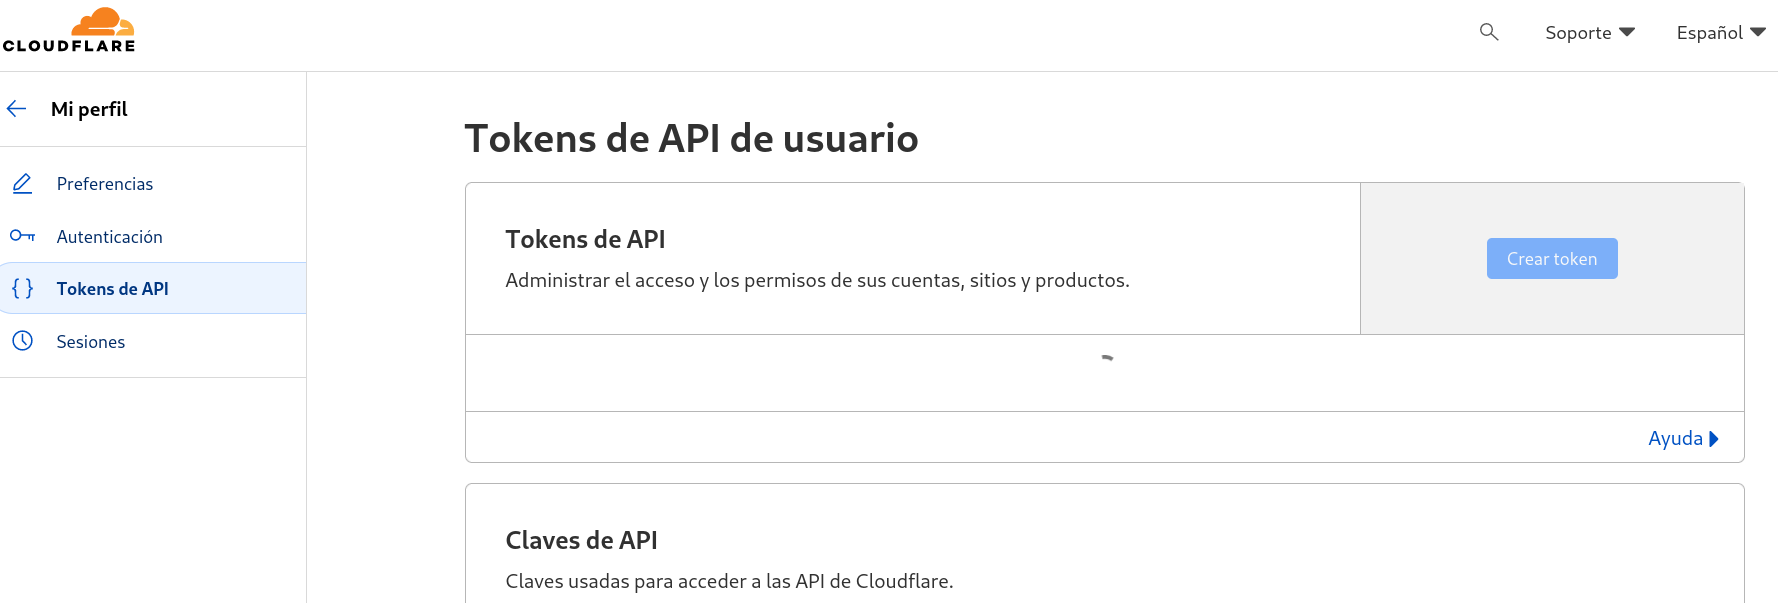 CLOUDFLARE
Soporte
Español
Mi perfil
Preferencias
Autenticación
Tokens de API
Sesiones
Tokens de API de usuario
Tokens de API
Administrar el acceso y los permisos de sus cuentas, sitios y productos.
Crear token
Ayuda
Claves de API
Claves usadas para acceder a las API de Cloudflare.